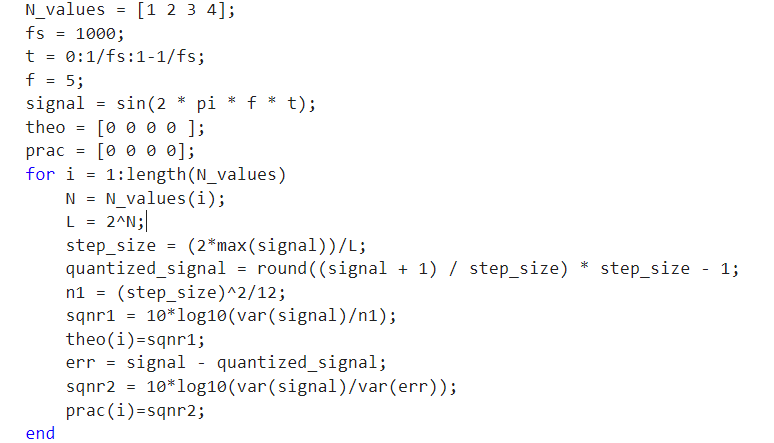 N_values = [1 2 3 4];
fs = 1000;
t = 0:1/fs:1-1/fs;
f = 5;
signal = sin(2 * pi * f * t);
theo = [0 0 0 0 ];
prac = [0 0 0 0];
for i = 1:length(N_values)
    N = N_values(i);
    L = 2^N;
    step_size = (2*max(signal))/L;
    quantized_signal = round((signal + 1) / step_size) * step_size - 1;
    n1 = (step_size)^2/12;
    sqnr1 = 10*log10(var(signal)/n1);
    theo(i)=sqnr1;
    err = signal - quantized_signal;
    sqnr2 = 10*log10(var(signal)/var(err));
    prac(i)=sqnr2;
end